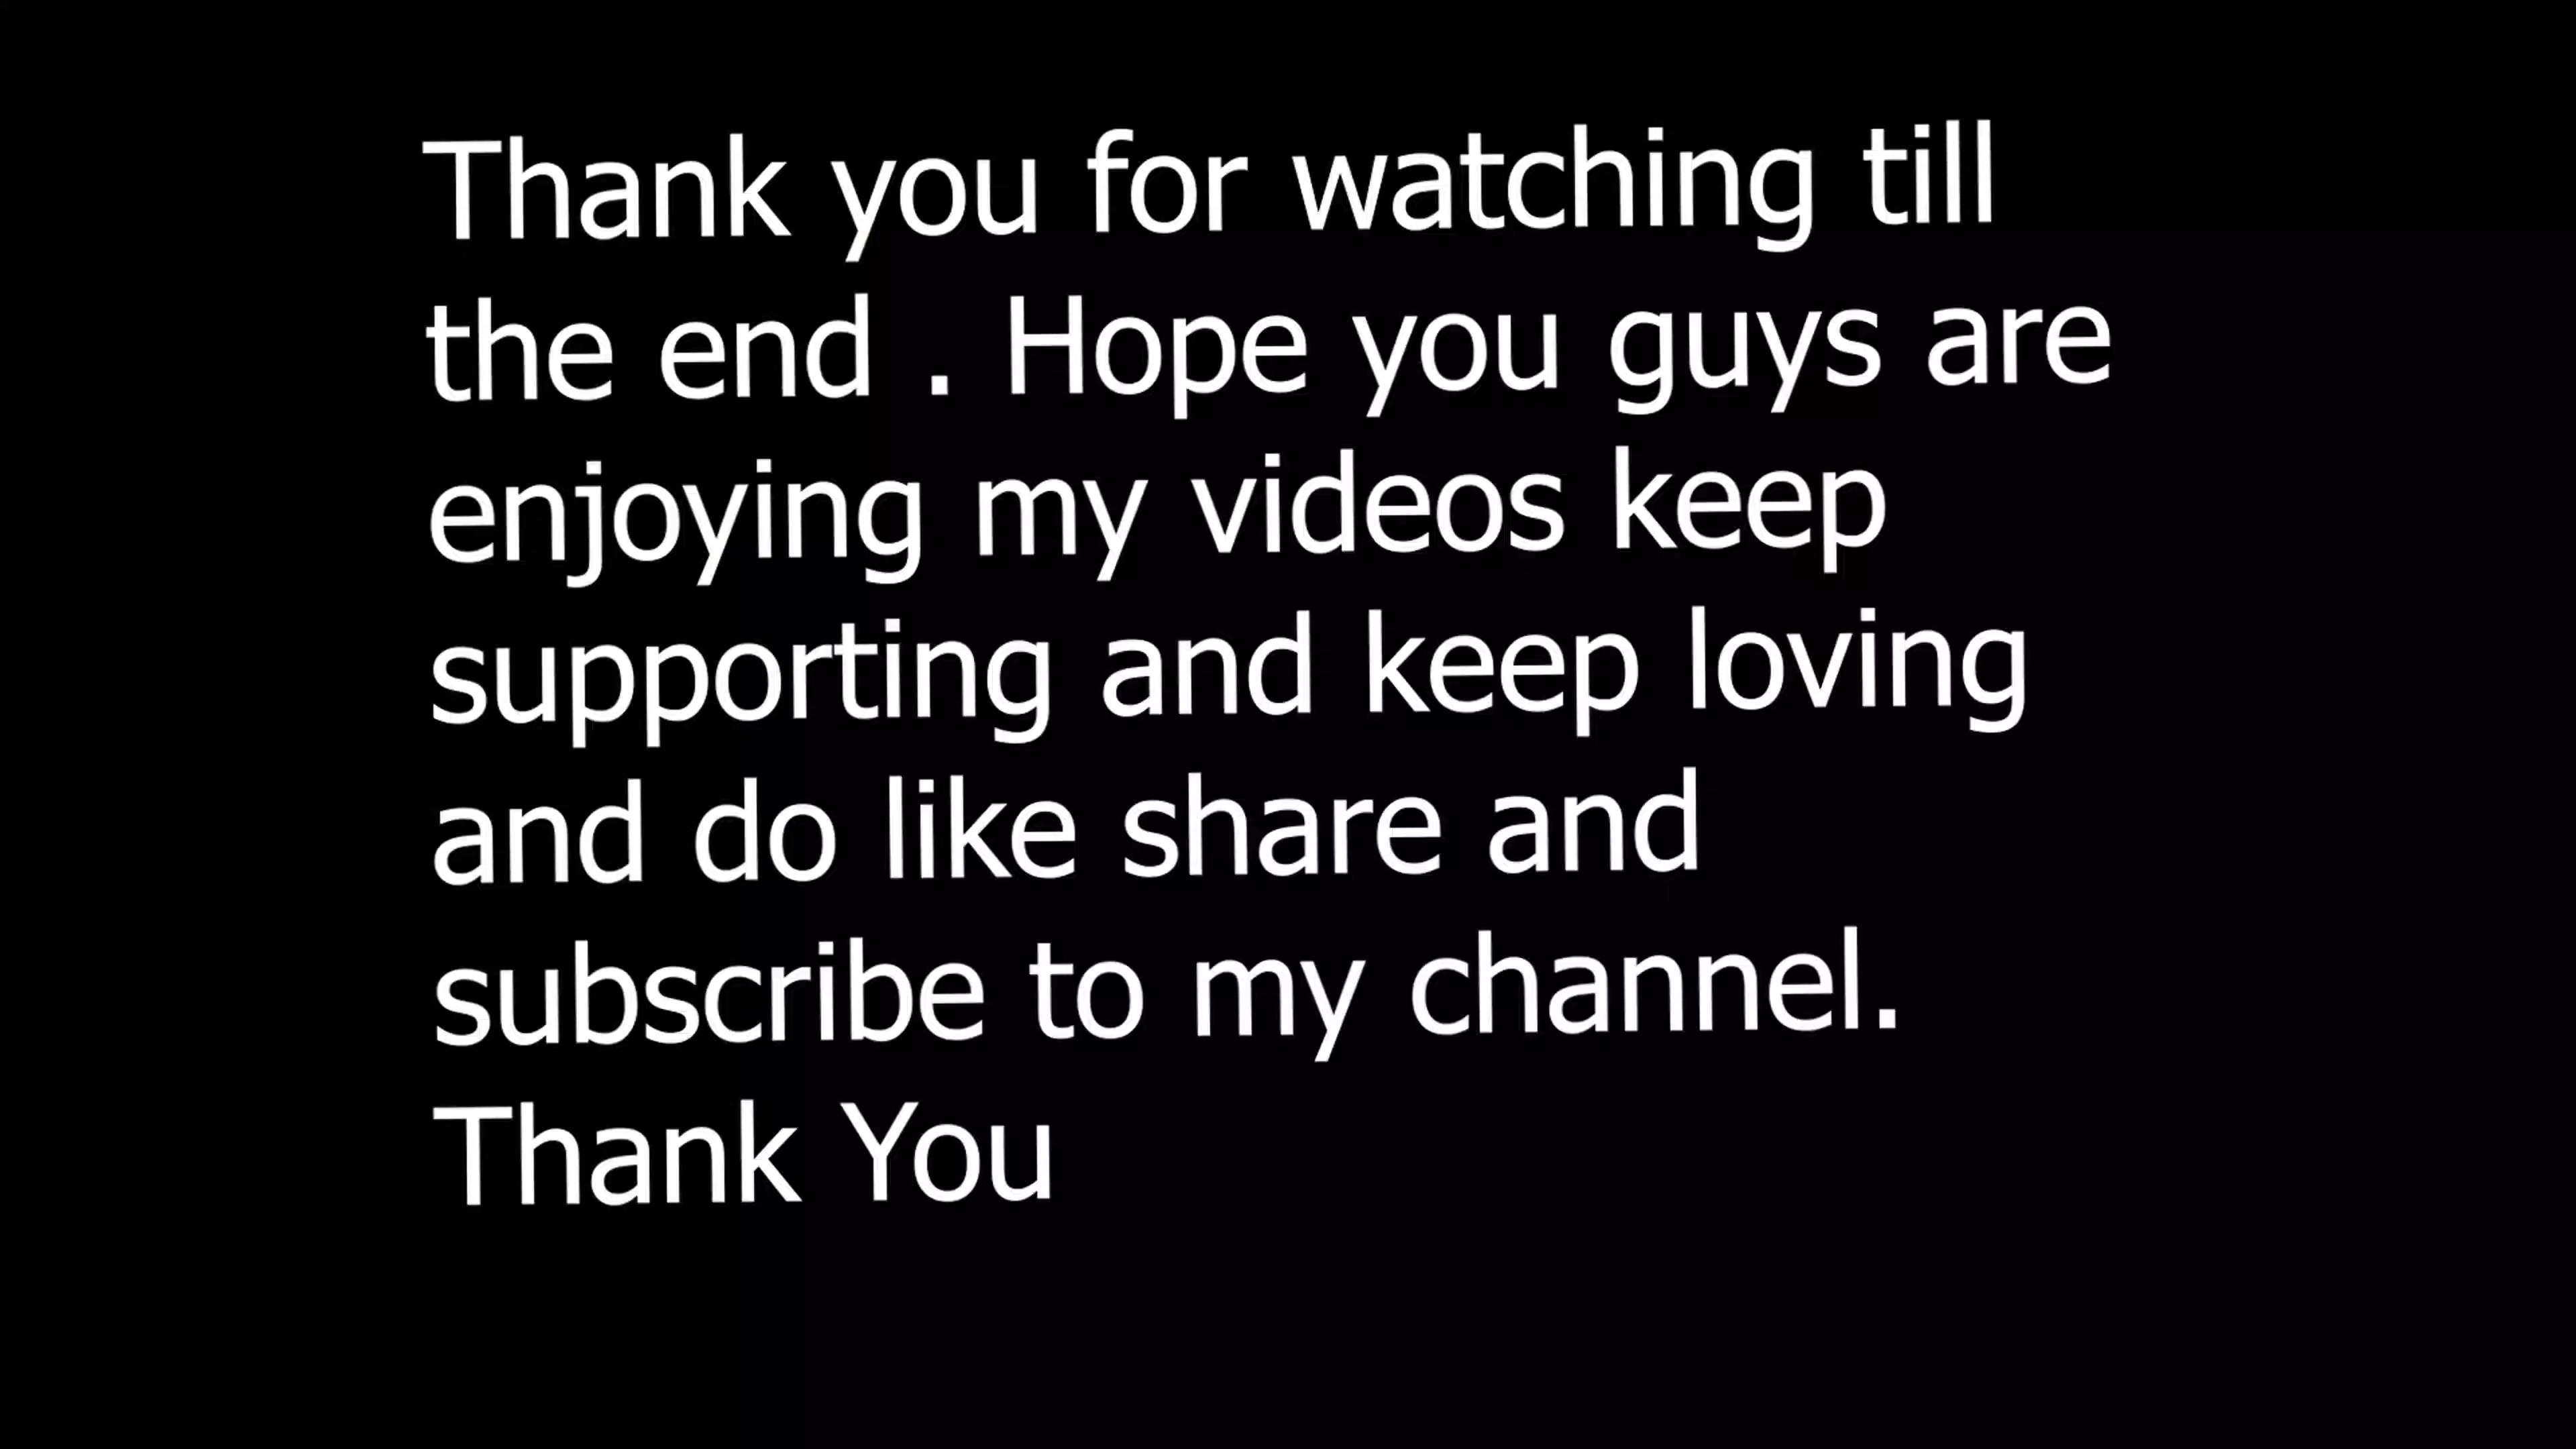 Thank you for watching till
the end . Hope you guys are
enjoying my videos keep
supporting and keep loving
and do like share and
subscribe to my channel.
Thank You